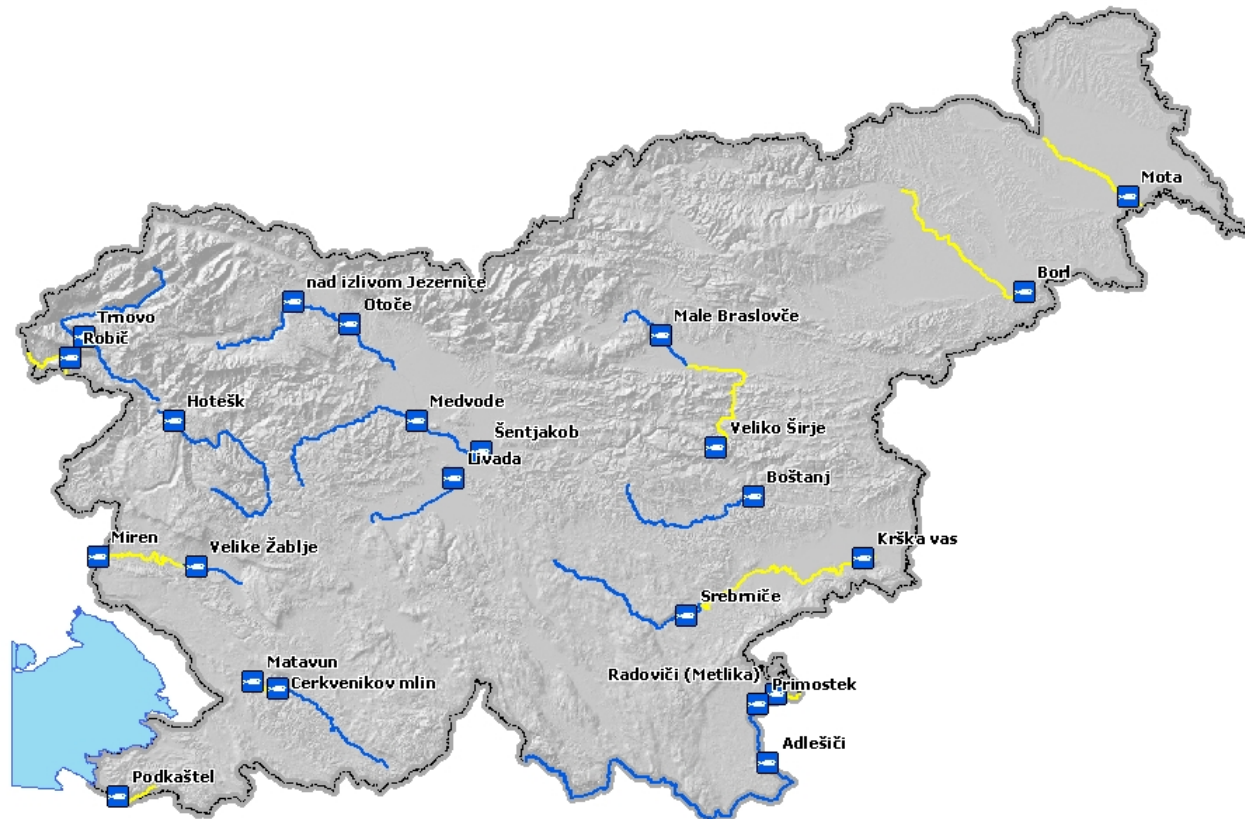 Mota
Borl
nad izlivom Jezernice
Otoče
Trnovo
Robič
Male Braslovče
Hotešk
Medvode
Šentjakob
Livada
Veliko Širje
Boštanj
Miren
Velike Žablje
Krška vas
Srebrniče
Matavun
Cerkvenikov mlin
Radoviči (Metlika)
Primostek
Adlešiči
Podkaštel